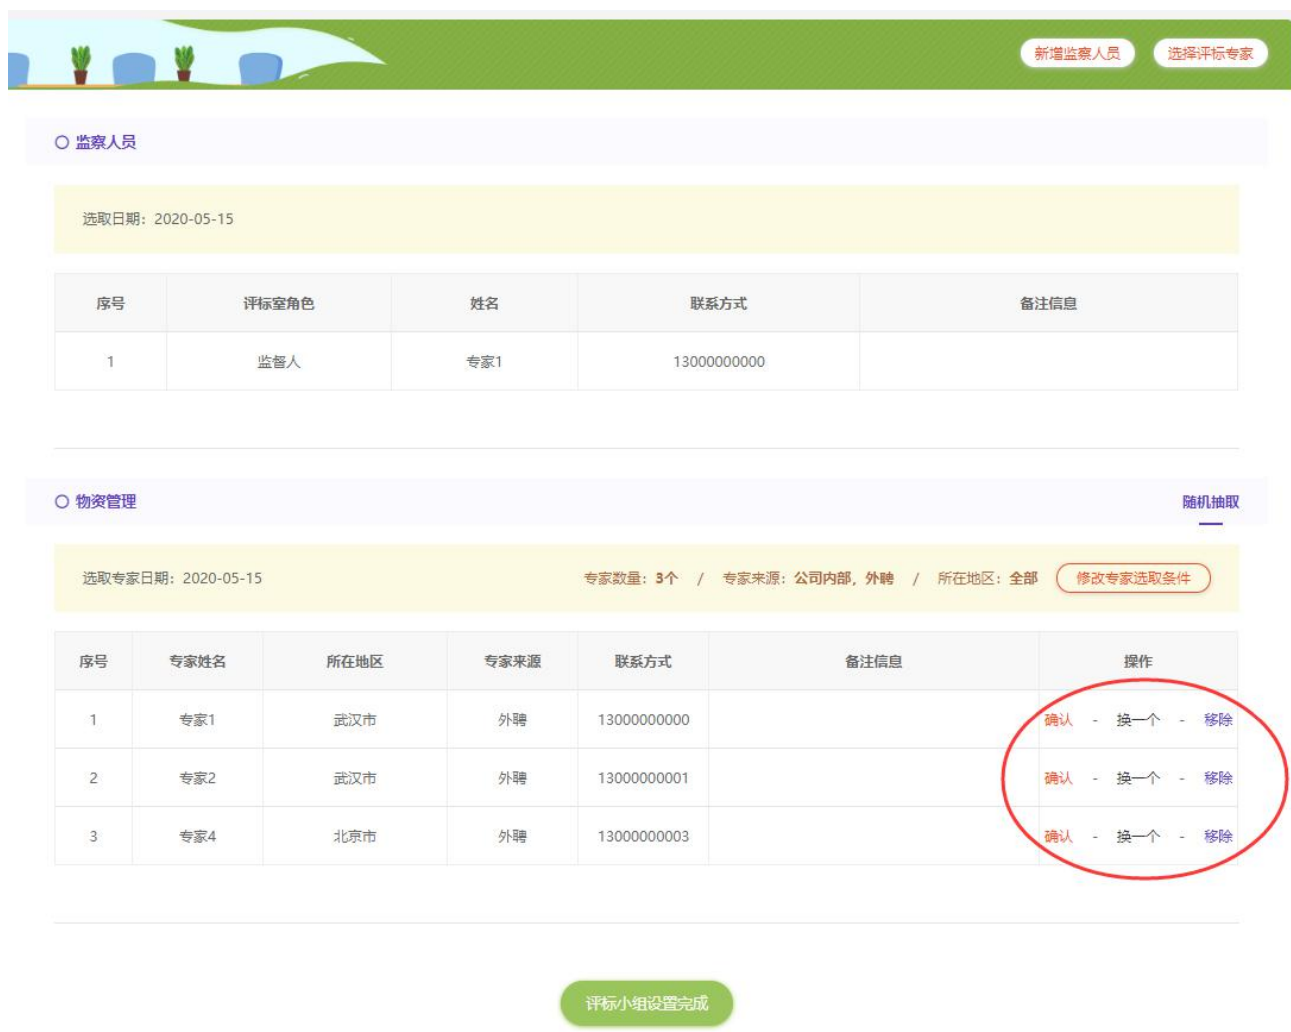 新增监察人员 选择评标专家
监察人员
选取日期：2020-05-15
序号 评标室角色 姓名 联系方式 备注信息
1 监督人 专家1 13000000000
物资管理 随机抽取
选取专家日期：2020-05-15 专家数量：3个 / 专家来源：公司内部，外聘 / 所在地区：全部 修改专家选取条件
序号 专家姓名 所在地区 专家来源 联系方式 备注信息 操作
1 专家1 武汉市 外聘 13000000000 确认 - 换一个 - 移除
2 专家2 武汉市 外聘 13000000001 确认 - 换一个 - 移除
3 专家4 北京市 外聘 13000000003 确认 - 换一个 - 移除
评标小组设置完成